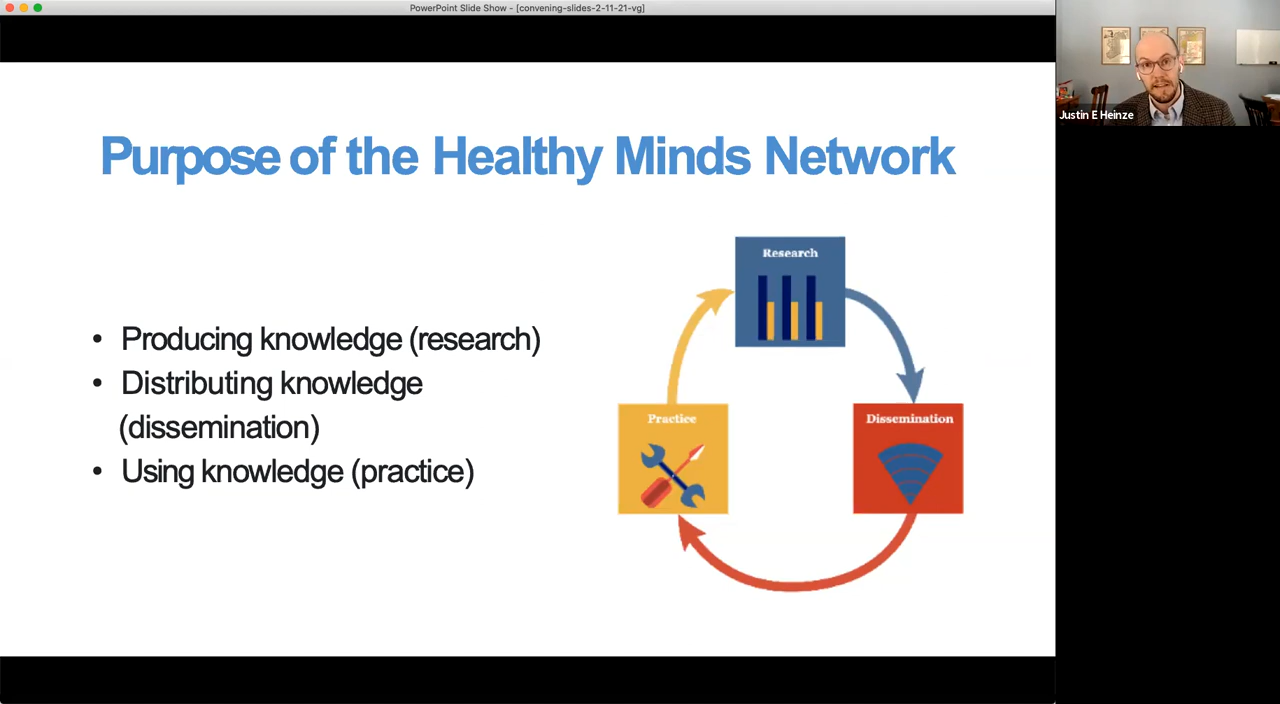 PowerPoint Slide Show - [convening-slides-2-11-21-vg]
Justin E Heinze
Purpose of the Healthy Minds Network
• Producing knowledge (research)
• Distributing knowledge
(dissemination)
• Using knowledge (practice)
Research
Practice
Dissemination